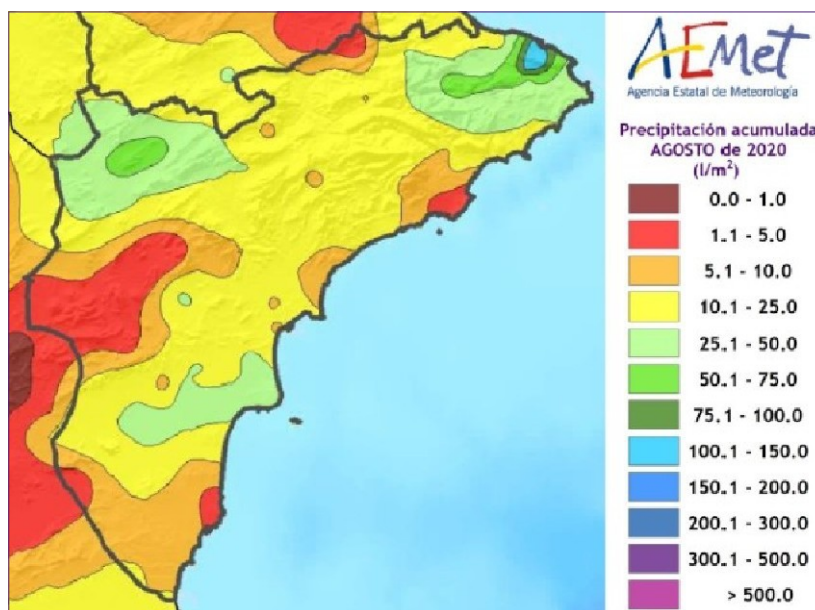 AEMet
Agencia Estatal de Meteorología
Precipitación acumulada
AGOSTO de 2020
(l/m²)
0.0 - 1.0
1.1 - 5.0
5.1 - 10.0
10.1 - 25.0
25.1 - 50.0
50.1 - 75.0
75.1 - 100.0
100.1 - 150.0
150.1 - 200.0
200.1 - 300.0
300.1 - 500.0
> 500.0